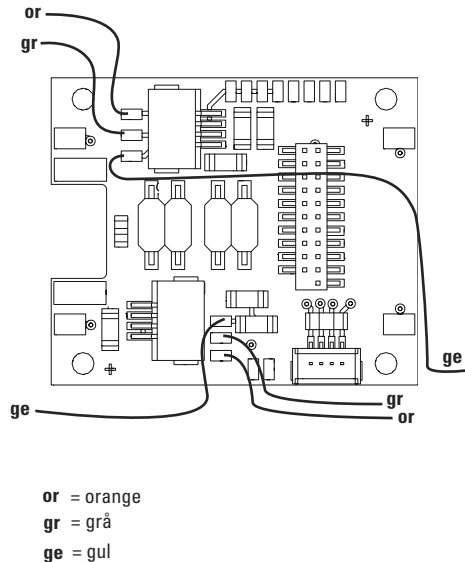 or
gr
ge
ge
gr
or
or = orange
gr = grå
ge = gul